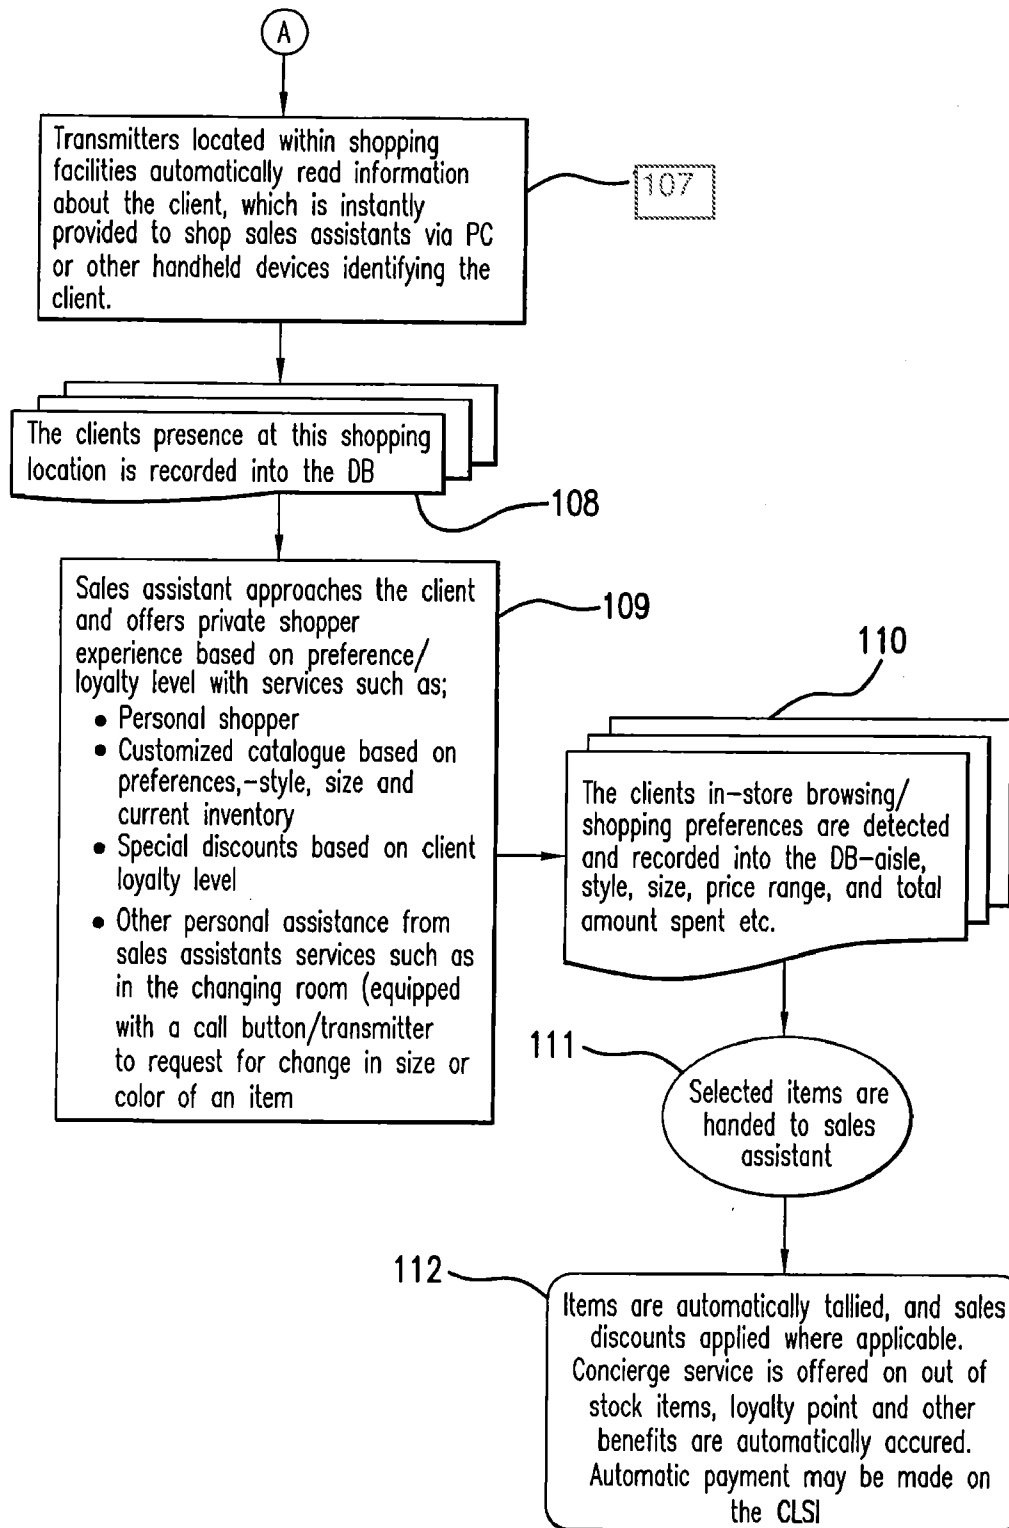 A
Transmitters located within shopping
facilities automatically read information
about the client, which is instantly
provided to shop sales assistants via PC
or other handheld devices identifying the
client.
107
The clients presence at this shopping
location is recorded into the DB
108
Sales assistant approaches the client
and offers private shopper
experience based on preference/
loyalty level with services such as;
• Personal shopper
• Customized catalogue based on
preferences,-style, size and
current inventory
• Special discounts based on client
loyalty level
• Other personal assistance from
sales assistants services such as
in the changing room (equipped
with a call button/transmitter
to request for change in size or
color of an item
109
110
The clients in-store browsing/
shopping preferences are detected
and recorded into the DB-aisle,
style, size, price range, and total
amount spent etc.
111
Selected items are
handed to sales
assistant
112
Items are automatically tallied, and sales
discounts applied where applicable.
Concierge service is offered on out of
stock items, loyalty point and other
benefits are automatically accured.
Automatic payment may be made on
the CLSI